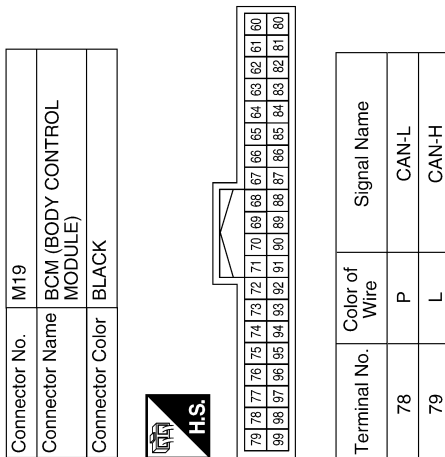 Connector No. M19
Connector Name BCM (BODY CONTROL
MODULE)
Connector Color BLACK
H.S.
79 78 77 76 75 74 73 72 71 70 69 68 67 66 65 64 63 62 61 60
99 98 97 96 95 94 93 92 91 90 89 88 87 86 85 84 83 82 81 80
Terminal No. Color of Signal Name
Wire
78 P CAN-L
79 L CAN-H